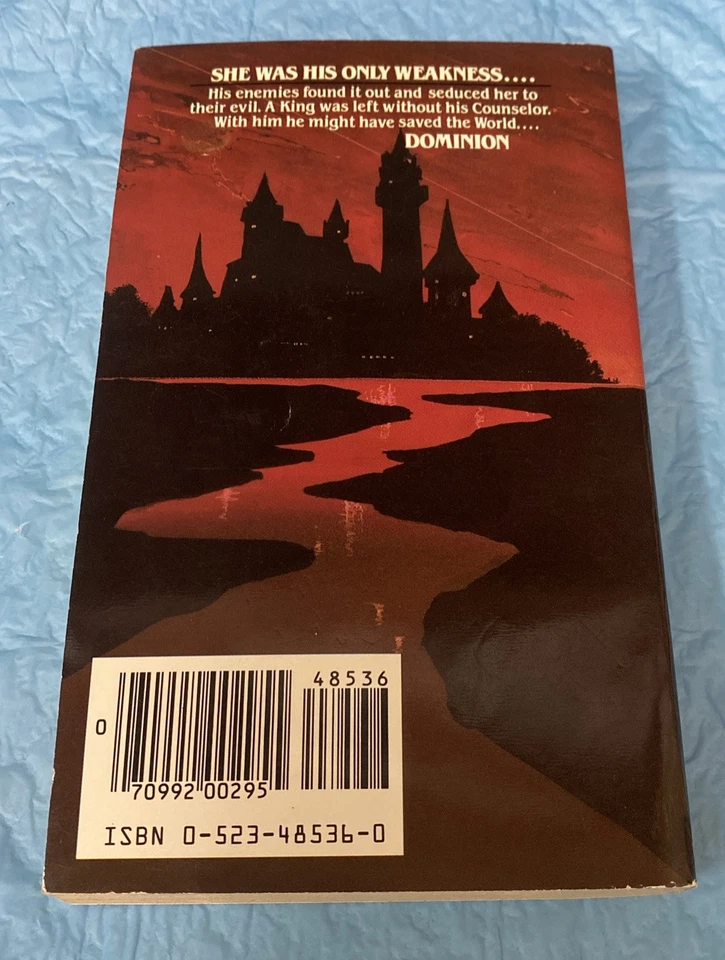 SHE WAS HIS ONLY WEAKNESS....
His enemies found it out and seduced her to
their evil. A King was left without his Counselor.
With him he might have saved the World....
DOMINION
48536
0
70992 00295
ISBN 0-523-48536-0